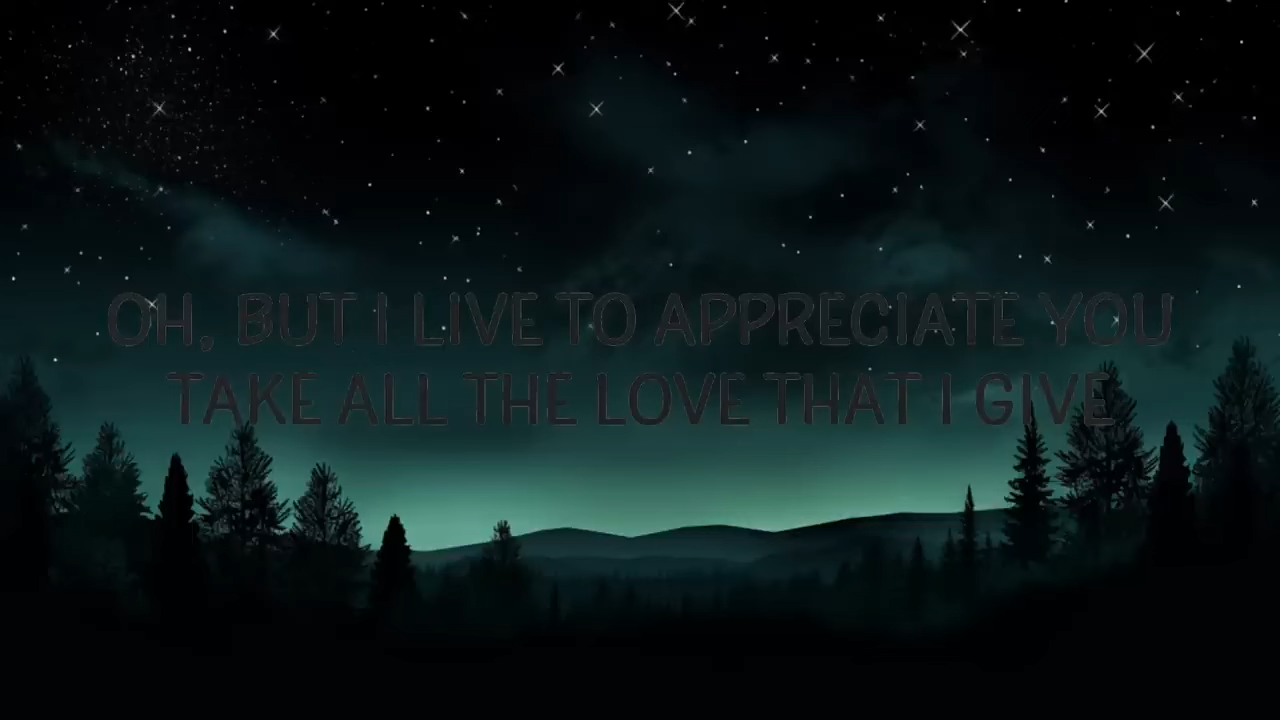 OH, BUT I LIVE TO APPRECIATE YOU
TAKE ALL THE LOVE THAT I GIVE